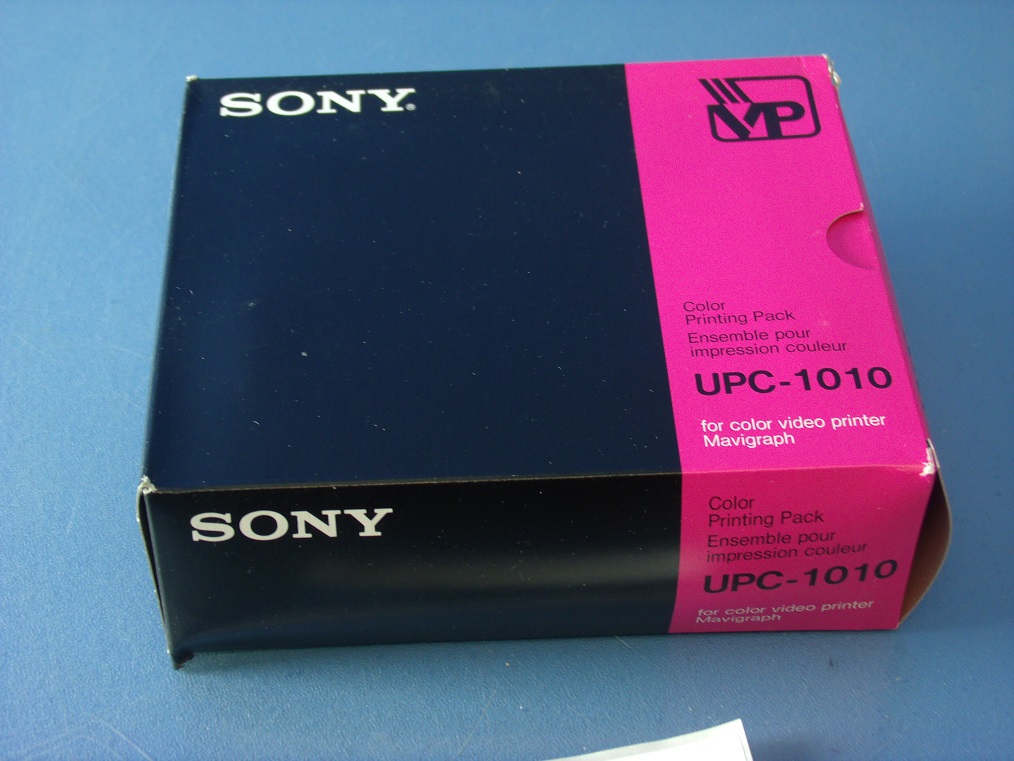 SONY®
VP
Color
Printing Pack
Ensemble pour
impression couleur
UPC-1010
for color video printer
Mavigraph
SONY
Color
Printing Pack
Ensemble pour
impression couleur
UPC-1010
for color video printer
Mavigraph